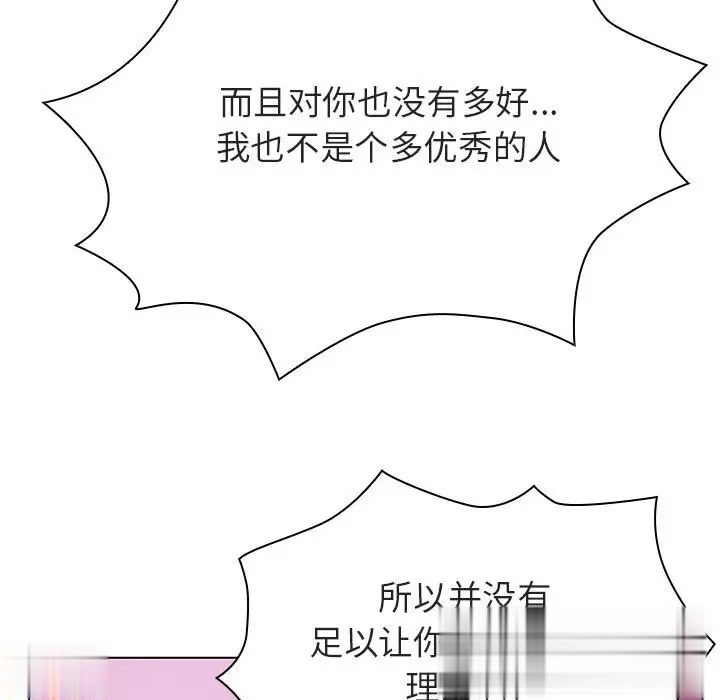 而且对你也没有多好...
我也不是个多优秀的人
所以并没有
足以让你
理